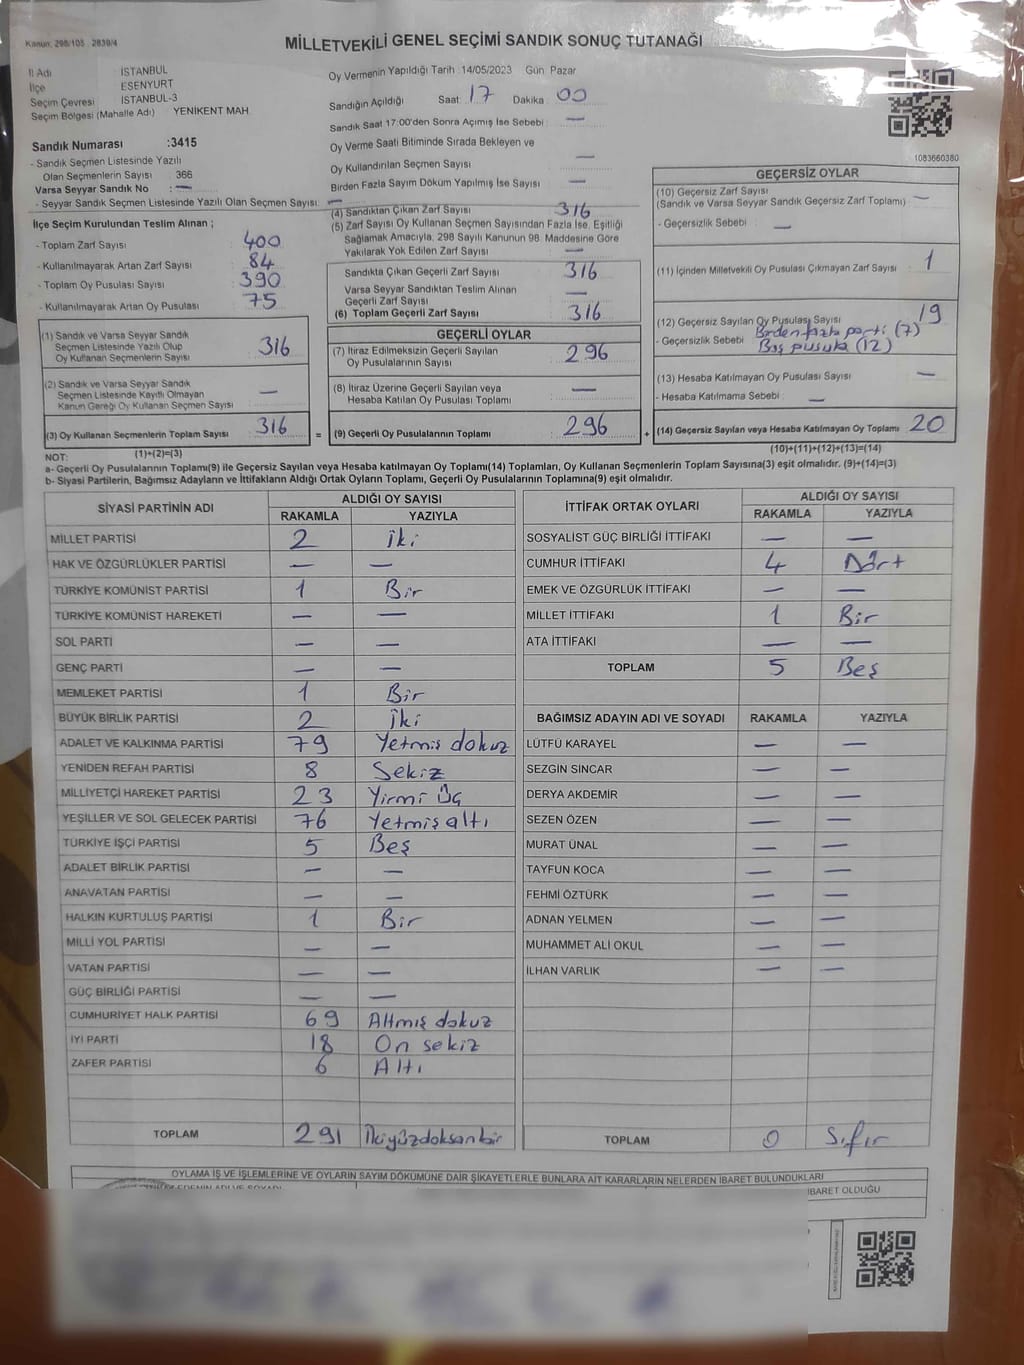 Kanun: 298/105 2839/4
MİLLETVEKİLİ GENEL SEÇİMİ SANDIK SONUÇ TUTANAĞI
İl Adı : İSTANBUL
İlçe ESENYURT
Seçim Çevresi : İSTANBUL-3
Seçim Bölgesi (Mahalle Adı) YENİKENT MAH
Oy Vermenin Yapıldığı Tarih :14/05/2023 Gün Pazar
Sandığın Açıldığı Saat 17 Dakika 00
Sandık Saat 17:00'den Sonra Açımış İse Sebebi : —
Oy Verme Saati Bitiminde Sırada Bekleyen ve
Oy Kullandırılan Seçmen Sayısı —
Birden Fazla Sayım Döküm Yapılmış İse Sayısı —
1083660380
Sandık Numarası :3415
- Sandık Seçmen Listesinde Yazılı
Olan Seçmenlerin Sayısı : 366
Varsa Seyyar Sandık No : —
- Seyyar Sandık Seçmen Listesinde Yazılı Olan Seçmen Sayısı: —
İlçe Seçim Kurulundan Teslim Alınan ;
- Toplam Zarf Sayısı : 400
- Kullanılmayarak Artan Zarf Sayısı : 84
- Toplam Oy Pusulası Sayısı : 390
- Kullanılmayarak Artan Oy Pusulası : 75
(4) Sandıktan Çıkan Zarf Sayısı 316
(5) Zarf Sayısı Oy Kullanan Seçmen Sayısından Fazla İse, Eşitliği
Sağlamak Amacıyla, 298 Sayılı Kanunun 98. Maddesine Göre
Yakılarak Yok Edilen Zarf Sayısı —
Sandıkta Çıkan Geçerli Zarf Sayısı 316
Varsa Seyyar Sandıktan Teslim Alınan
Geçerli Zarf Sayısı —
(6) Toplam Geçerli Zarf Sayısı 316
GEÇERSİZ OYLAR
(10) Geçersiz Zarf Sayısı
(Sandık ve Varsa Seyyar Sandık Geçersiz Zarf Toplamı) —
- Geçersizlik Sebebi : —
(11) İçinden Milletvekili Oy Pusulası Çıkmayan Zarf Sayısı : 1
(12) Geçersiz Sayılan Oy Pusulası Sayısı : 19
- Geçersizlik Sebebi Birden fazla parti (7)
Boş pusula (12)
(13) Hesaba Katılmayan Oy Pusulası Sayısı : —
- Hesaba Katılmama Sebebi : —
(14) Geçersiz Sayılan veya Hesaba Katılmayan Oy Toplamı 20
(10)+(11)+(12)+(13)=(14)
(1) Sandık ve Varsa Seyyar Sandık
Seçmen Listesinde Yazılı Olup
Oy Kullanan Seçmenlerin Sayısı : 316
(2) Sandık ve Varsa Seyyar Sandık
Seçmen Listesinde Kayıtlı Olmayan
Kanun Gereği Oy Kullanan Seçmen Sayısı : —
(3) Oy Kullanan Seçmenlerin Toplam Sayısı : 316
(1)+(2)=(3)
GEÇERLİ OYLAR
(7) İtiraz Edilmeksizin Geçerli Sayılan
Oy Pusulalarının Sayısı : 296
(8) İtiraz Üzerine Geçerli Sayılan veya
Hesaba Katılan Oy Pusulası Toplamı : —
= (9) Geçerli Oy Pusulalarının Toplamı : 296 +
NOT:
a- Geçerli Oy Pusulalarının Toplamı(9) ile Geçersiz Sayılan veya Hesaba katılmayan Oy Toplamı(14) Toplamları, Oy Kullanan Seçmenlerin Toplam Sayısına(3) eşit olmalıdır. (9)+(14)=(3)
b- Siyasi Partilerin, Bağımsız Adayların ve İttifakların Aldığı Ortak Oyların Toplamı, Geçerli Oy Pusulalarının Toplamına(9) eşit olmalıdır.
SİYASİ PARTİNİN ADI ALDIĞI OY SAYISI
RAKAMLA YAZIYLA
MİLLET PARTİSİ 2 İki
HAK VE ÖZGÜRLÜKLER PARTİSİ — —
TÜRKİYE KOMÜNİST PARTİSİ 1 Bir
TÜRKİYE KOMÜNİST HAREKETİ — —
SOL PARTİ — —
GENÇ PARTİ — —
MEMLEKET PARTİSİ 1 Bir
BÜYÜK BİRLİK PARTİSİ 2 İki
ADALET VE KALKINMA PARTİSİ 79 Yetmiş dokuz
YENİDEN REFAH PARTİSİ 8 Sekiz
MİLLİYETÇİ HAREKET PARTİSİ 23 Yirmi Üç
YEŞİLLER VE SOL GELECEK PARTİSİ 76 Yetmiş altı
TÜRKİYE İŞÇİ PARTİSİ 5 Beş
ADALET BİRLİK PARTİSİ — —
ANAVATAN PARTİSİ — —
HALKIN KURTULUŞ PARTİSİ 1 Bir
MİLLİ YOL PARTİSİ — —
VATAN PARTİSİ — —
GÜÇ BİRLİĞİ PARTİSİ — —
CUMHURİYET HALK PARTİSİ 69 Altmış dokuz
İYİ PARTİ 18 On sekiz
ZAFER PARTİSİ 6 Altı
TOPLAM 291 İkiyüzdoksanbir
İTTİFAK ORTAK OYLARI ALDIĞI OY SAYISI
RAKAMLA YAZIYLA
SOSYALİST GÜÇ BİRLİĞİ İTTİFAKI — —
CUMHUR İTTİFAKI 4 Dört
EMEK VE ÖZGÜRLÜK İTTİFAKI — —
MİLLET İTTİFAKI 1 Bir
ATA İTTİFAKI — —
TOPLAM 5 Beş
BAĞIMSIZ ADAYIN ADI VE SOYADI RAKAMLA YAZIYLA
LÜTFÜ KARAYEL — —
SEZGİN SİNCAR — —
DERYA AKDEMİR — —
SEZEN ÖZEN — —
MURAT ÜNAL — —
TAYFUN KOCA — —
FEHMİ ÖZTÜRK — —
ADNAN YELMEN — —
MUHAMMET ALİ OKUL — —
İLHAN VARLIK — —
TOPLAM 0 Sıfır
OYLAMA İŞ VE İŞLEMLERİNE VE OYLARIN SAYIM DÖKÜMÜNE DAİR ŞİKAYETLERLE BUNLARA AİT KARARLARIN NELERDEN İBARET BULUNDUKLARI
İBARET OLDUĞU